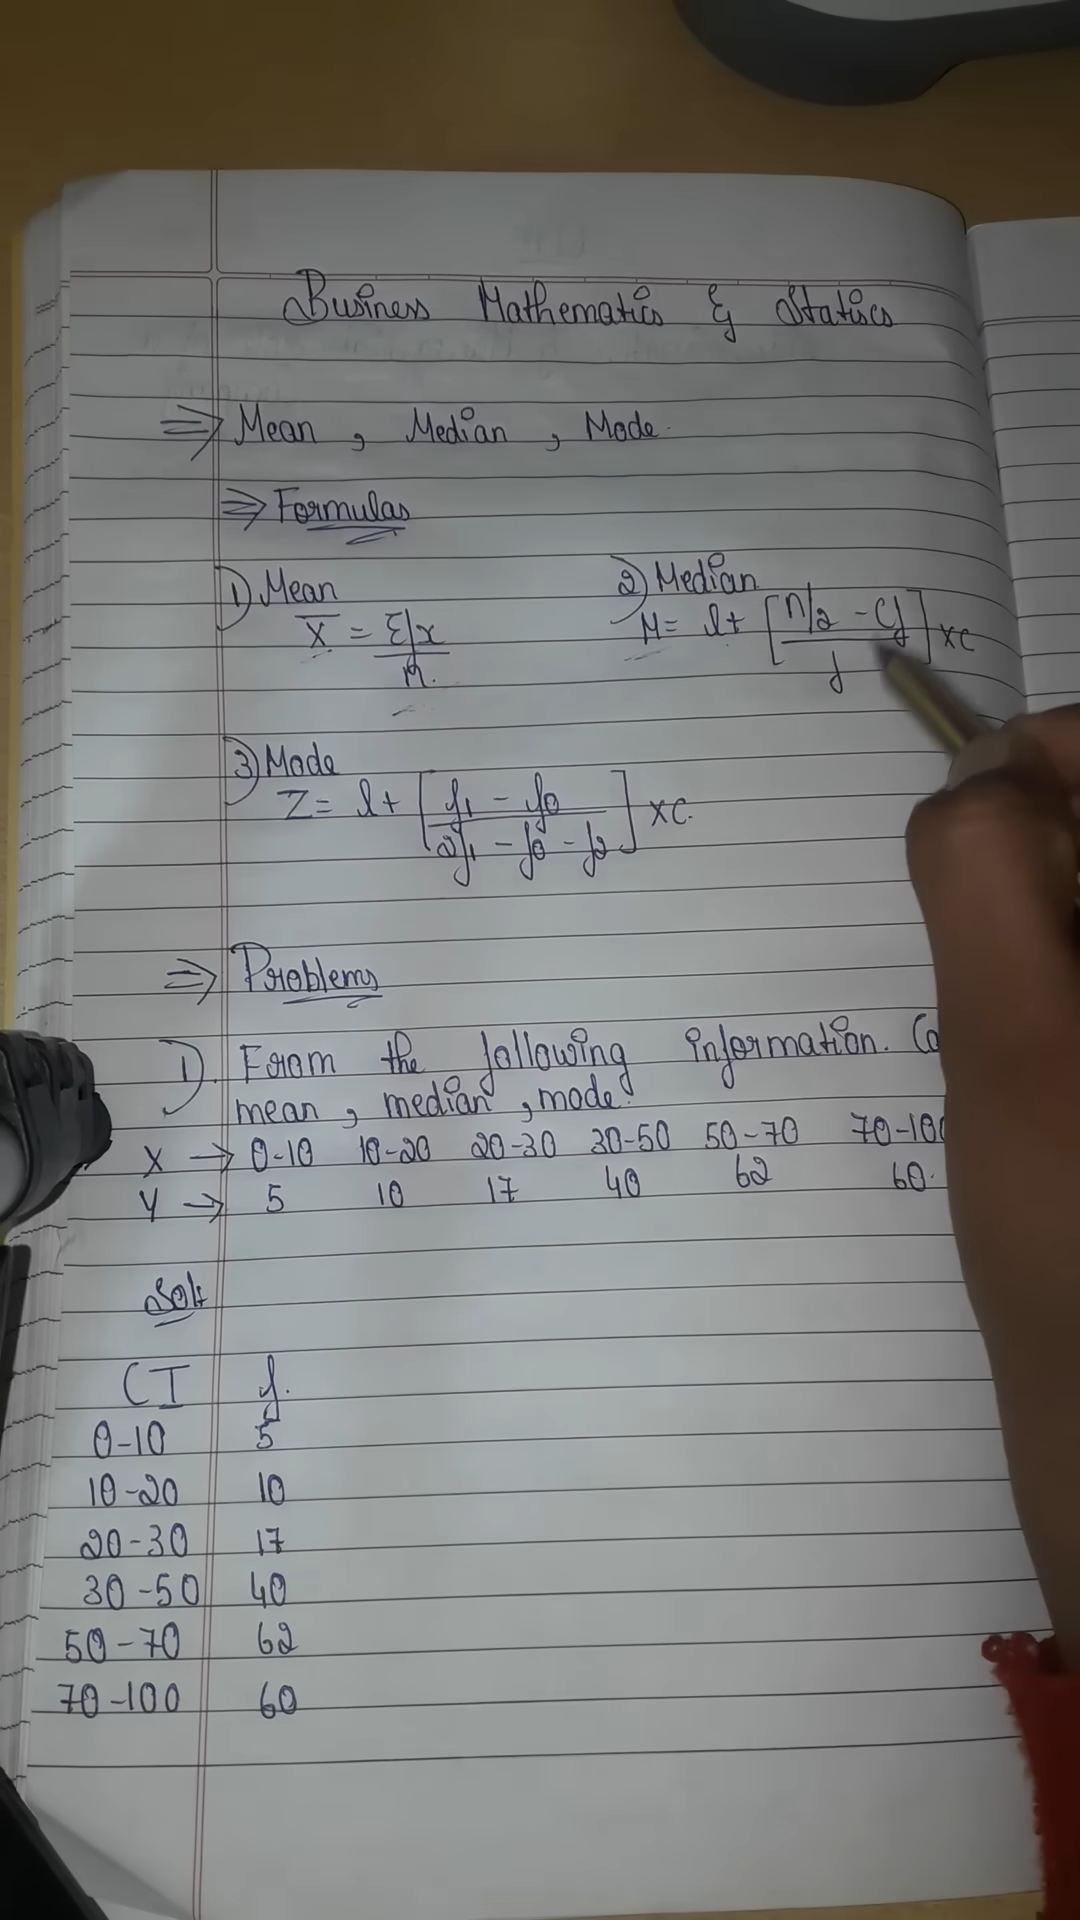 Business Mathematics & Statiscs
⇒ Mean, Median, Mode.
⇒ Formulas
1) Mean
X̄ = Σfx / n.
2) Median
M = l + [n/2 - Cf / f] xc
3) Mode
Z = l + [f1 - f0 / 2f1 - f0 - f2] xc.
⇒ Problems
1). From the following information.
mean, median, mode.
X → 0-10 10-20 20-30 30-50 50-70 70-100
Y → 5 10 17 40 62 60.
Sol:
CI f.
0-10 5
10-20 10
20-30 17
30-50 40
50-70 62
70-100 60